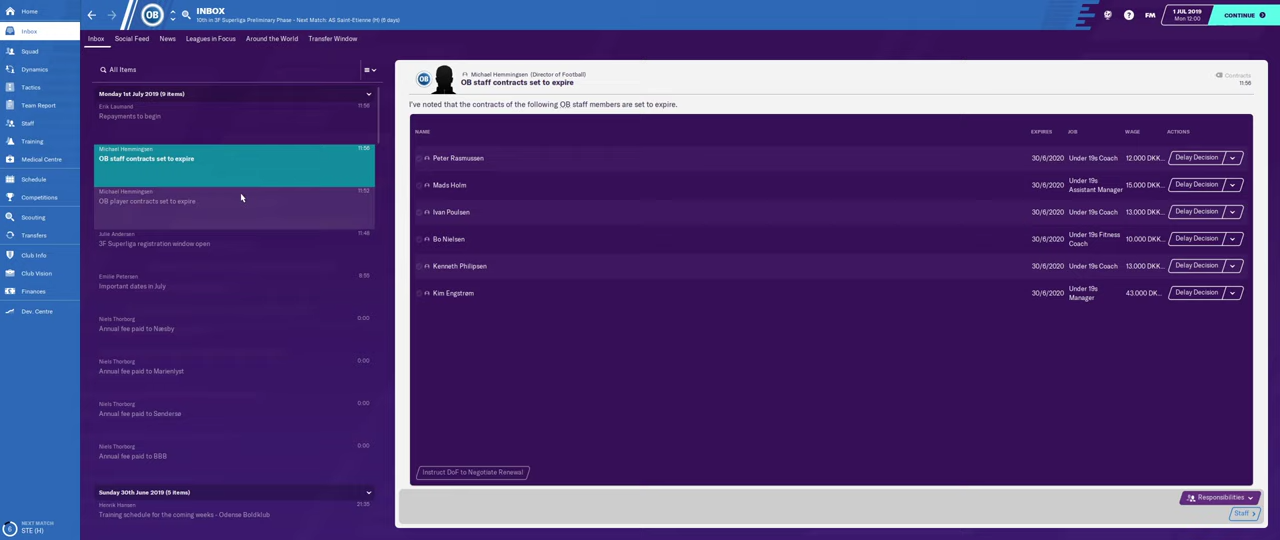 Home
Inbox
Squad
Dynamics
Tactics
Team Report
Staff
Training
Medical Centre
Schedule
Competitions
Scouting
Transfers
Club Info
Club Vision
Finances
Dev. Centre
6
NEXT MATCH
STE (H)
OB
INBOX
10th in 3F Superliga Preliminary Phase - Next Match: AS Saint-Etienne (H) (6 days)
FM
1 JUL 2019
Mon 12:00
CONTINUE
Inbox Social Feed News Leagues in Focus Around the World Transfer Window
All Items
Monday 1st July 2019 (9 items)
Erik Laumand 11:56
Repayments to begin
Michael Hemmingsen 11:56
OB staff contracts set to expire
Michael Hemmingsen 11:52
OB player contracts set to expire
Julie Andersen 11:48
3F Superliga registration window open
Emilie Petersen 6:55
Important dates in July
Niels Thorborg 0:00
Annual fee paid to Næsby
Niels Thorborg 0:00
Annual fee paid to Marienlyst
Niels Thorborg 0:00
Annual fee paid to Søndersø
Niels Thorborg 0:00
Annual fee paid to BBB
Sunday 30th June 2019 (5 items)
Henrik Hansen 21:35
Training schedule for the coming weeks - Odense Boldklub
OB
Michael Hemmingsen (Director of Football)
OB staff contracts set to expire
Contracts
11:56
I've noted that the contracts of the following OB staff members are set to expire.
NAME EXPIRES JOB WAGE ACTIONS
Peter Rasmussen 30/6/2020 Under 19s Coach 12.000 DKK... Delay Decision
Mads Holm 30/6/2020 Under 19s Assistant Manager 15.000 DKK... Delay Decision
Ivan Poulsen 30/6/2020 Under 19s Coach 13.000 DKK... Delay Decision
Bo Nielsen 30/6/2020 Under 19s Fitness Coach 10.000 DKK... Delay Decision
Kenneth Philipsen 30/6/2020 Under 19s Coach 13.000 DKK... Delay Decision
Kim Engstrøm 30/6/2020 Under 19s Manager 43.000 DK... Delay Decision
Instruct DoF to Negotiate Renewal
Responsibilities
Staff